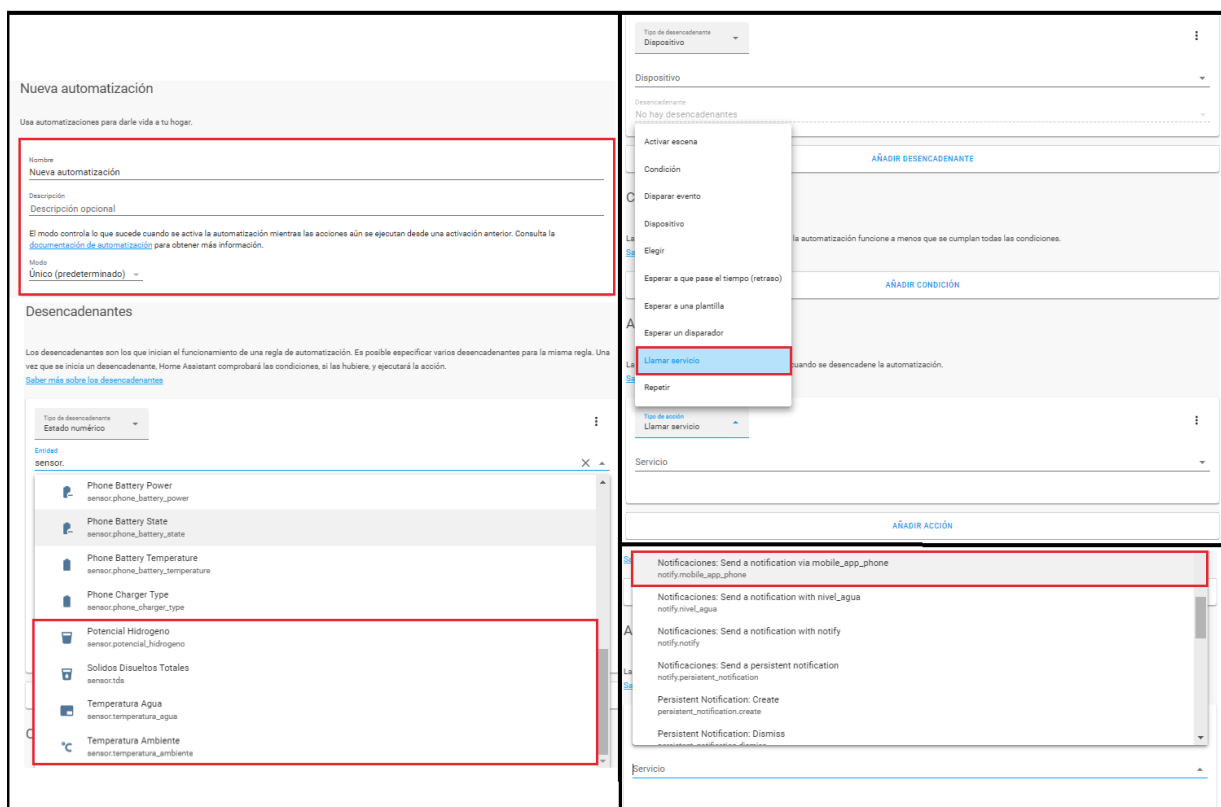 Nueva automatización
Usa automatizaciones para darle vida a tu hogar.
Nombre
Nueva automatización
Descripción
Descripción opcional
El modo controla lo que sucede cuando se activa la automatización mientras las acciones aún se ejecutan desde una activación anterior. Consulta la
documentación de automatización para obtener más información.
Modo
Único (predeterminado)
Desencadenantes
Los desencadenantes son los que inician el funcionamiento de una regla de automatización. Es posible especificar varios desencadenantes para la misma regla. Una
vez que se inicia un desencadenante, Home Assistant comprobará las condiciones, si las hubiere, y ejecutará la acción.
Saber más sobre los desencadenantes
Tipo de desencadenante
Estado numérico
Entidad
sensor.
Phone Battery Power
sensor.phone_battery_power
Phone Battery State
sensor.phone_battery_state
Phone Battery Temperature
sensor.phone_battery_temperature
Phone Charger Type
sensor.phone_charger_type
Potencial Hidrogeno
sensor.potencial_hidrogeno
Solidos Disueltos Totales
sensor.tds
Temperatura Agua
sensor.temperatura_agua
°C Temperatura Ambiente
sensor.temperatura_ambiente
C
Tipo de desencadenante
Dispositivo
Dispositivo
Desencadenante
No hay desencadenantes
Activar escena
Condición
Disparar evento
Dispositivo
Elegir
Esperar a que pase el tiempo (retraso)
Esperar a una plantilla
Esperar un disparador
Llamar servicio
Repetir
AÑADIR DESENCADENANTE
C
La
la automatización funcione a menos que se cumplan todas las condiciones.
Sa
AÑADIR CONDICIÓN
A
La
cuando se desencadene la automatización.
Sa
Tipo de acción
Llamar servicio
Servicio
AÑADIR ACCIÓN
Notificaciones: Send a notification via mobile_app_phone
notify.mobile_app_phone
Notificaciones: Send a notification with nivel_agua
notify.nivel_agua
Notificaciones: Send a notification with notify
notify.notify
Notificaciones: Send a persistent notification
notify.persistent_notification
Persistent Notification: Create
persistent_notification.create
Persistent Notification: Dismiss
persistent_notification.dismiss
A
La
Sa
Servicio